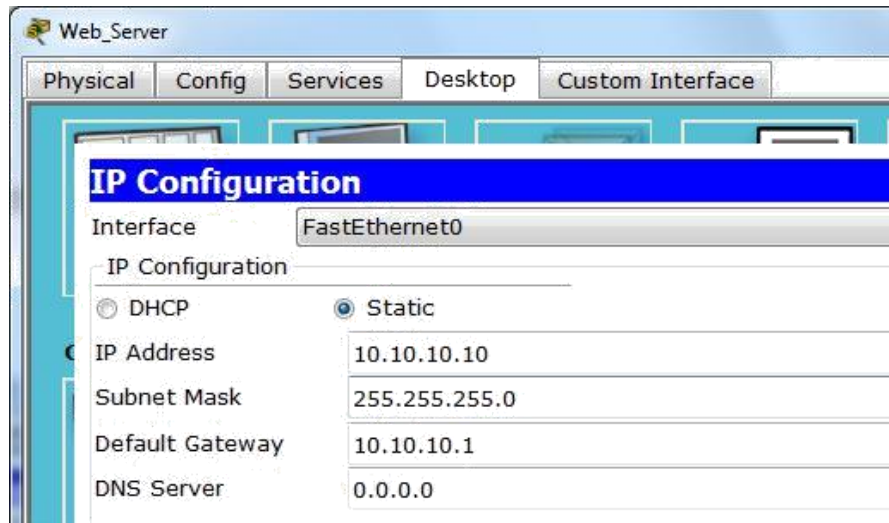 Web_Server
Physical Config Services Desktop Custom Interface
IP Configuration
Interface FastEthernet0
IP Configuration
DHCP Static
IP Address 10.10.10.10
Subnet Mask 255.255.255.0
Default Gateway 10.10.10.1
DNS Server 0.0.0.0